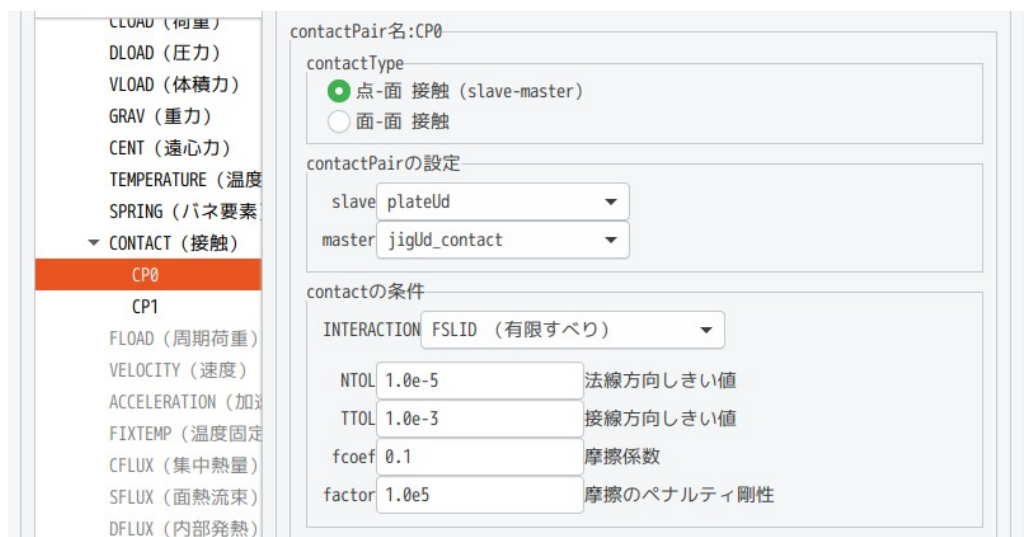 CLOAD (荷重)
DLOAD (圧力)
VLOAD (体積力)
GRAV (重力)
CENT (遠心力)
TEMPERATURE (温度
SPRING (バネ要素
CONTACT (接触)
CP0
CP1
FLOAD (周期荷重)
VELOCITY (速度)
ACCELERATION (加速
FIXTEMP (温度固定
CFLUX (集中熱量)
SFLUX (面熱流束)
DFLUX (内部発熱)
contactPair名:CP0
contactType
点-面 接触 (slave-master)
面-面 接触
contactPairの設定
slave plateUd
master jigUd_contact
contactの条件
INTERACTION FSLID (有限すべり)
NTOL 1.0e-5 法線方向しきい値
TTOL 1.0e-3 接線方向しきい値
fcoef 0.1 摩擦係数
factor 1.0e5 摩擦のペナルティ剛性